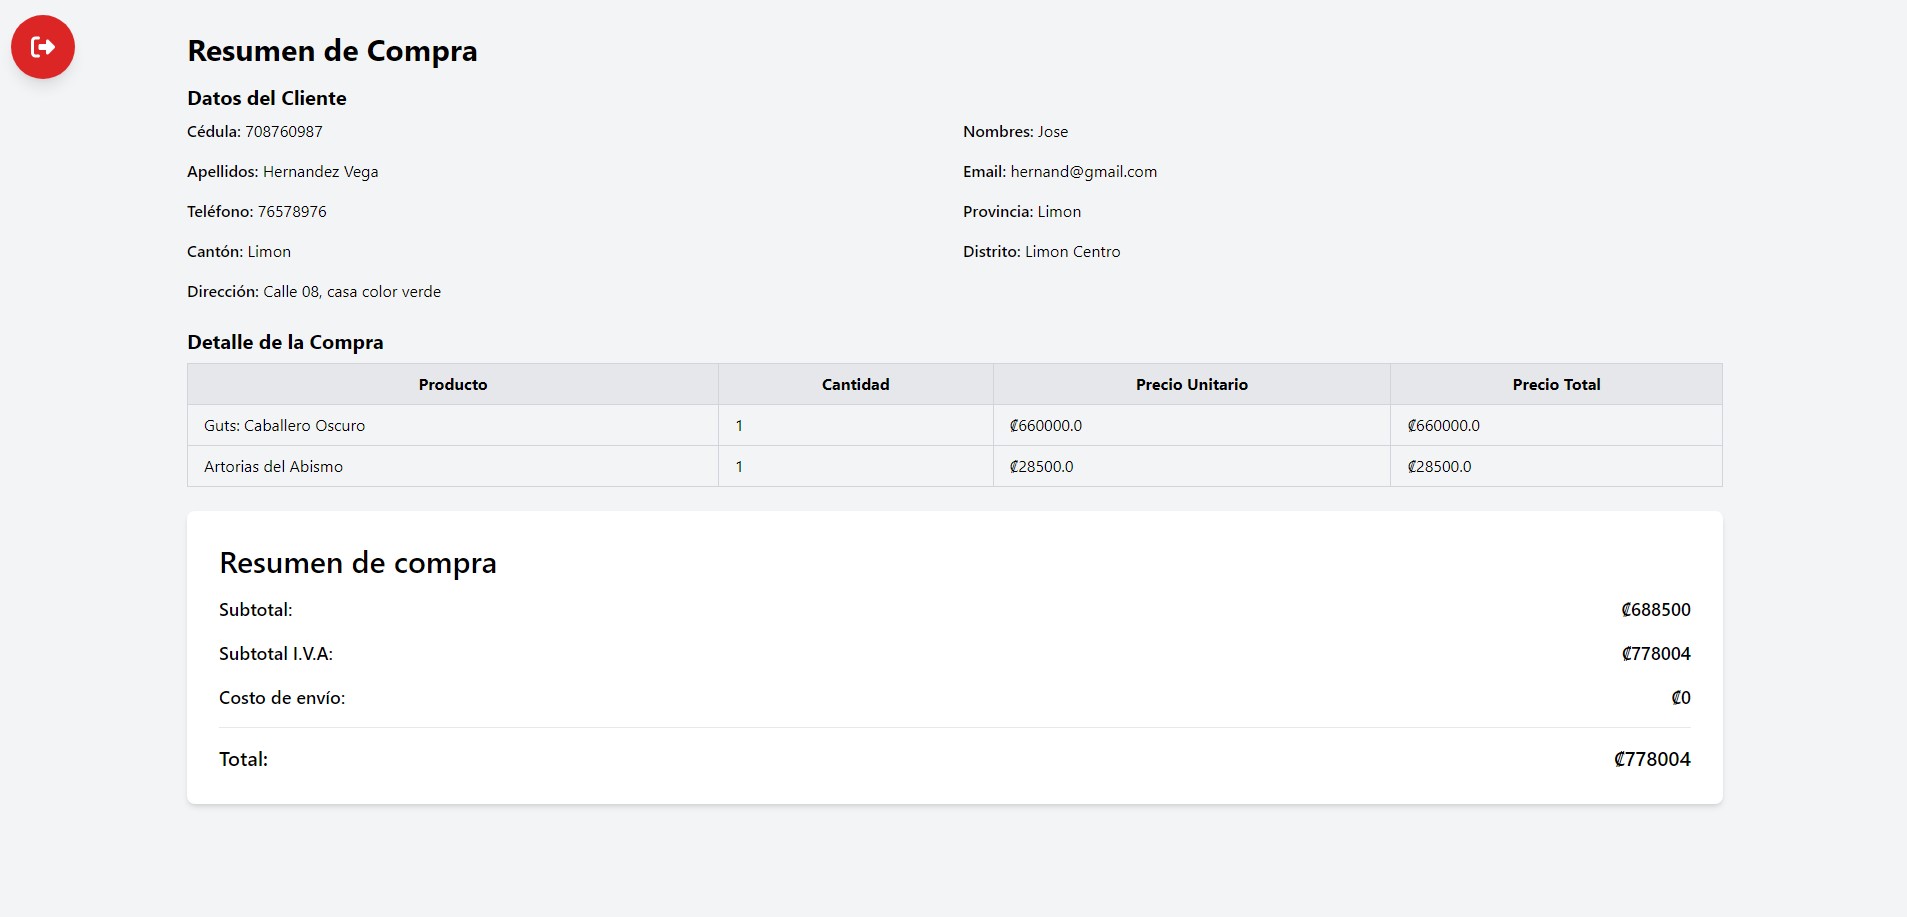 Resumen de Compra
Datos del Cliente
Cédula: 708760987 Nombres: Jose
Apellidos: Hernandez Vega Email: hernand@gmail.com
Teléfono: 76578976 Provincia: Limon
Cantón: Limon Distrito: Limon Centro
Dirección: Calle 08, casa color verde
Detalle de la Compra
Producto Cantidad Precio Unitario Precio Total
Guts: Caballero Oscuro 1 ₡660000.0 ₡660000.0
Artorias del Abismo 1 ₡28500.0 ₡28500.0
Resumen de compra
Subtotal: ₡688500
Subtotal I.V.A: ₡778004
Costo de envío: ₡0
Total: ₡778004